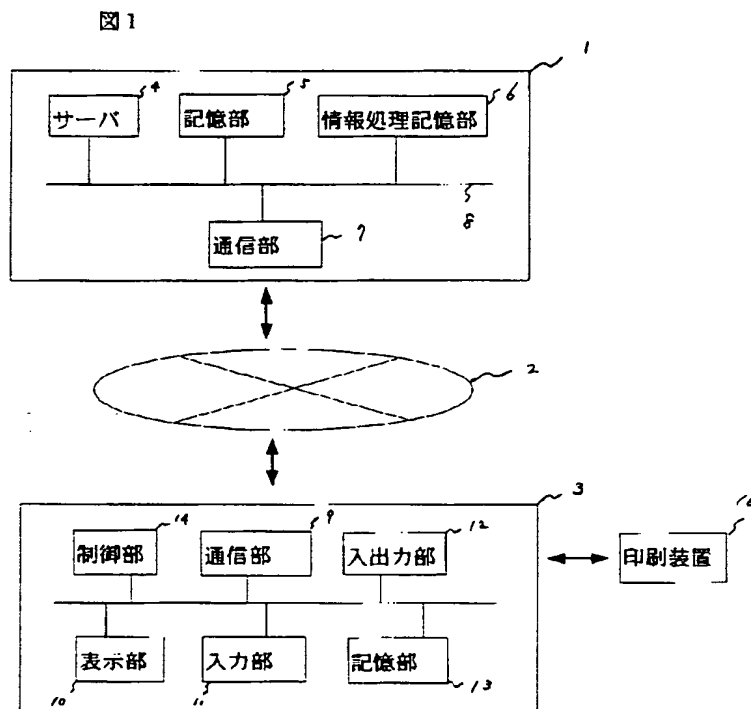 図1
1
4 5 6
サーバ 記憶部 情報処理記憶部
8
通信部 7
2
3
14 9 12 16
制御部 通信部 入出力部 印刷装置
表示部 入力部 記憶部
10 11 13